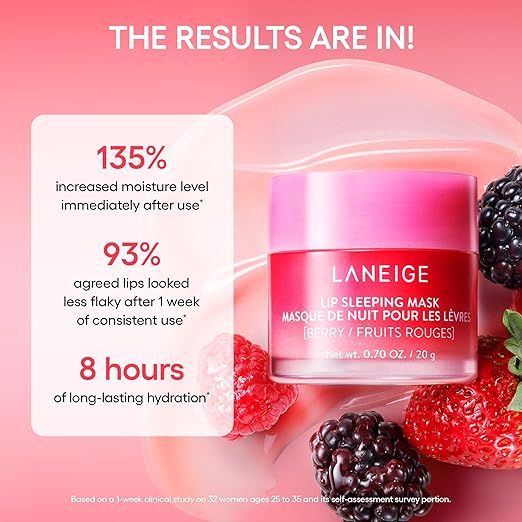 THE RESULTS ARE IN!
135%
increased moisture level
immediately after use*
93%
agreed lips looked
less flaky after 1 week
of consistent use*
8 hours
of long-lasting hydration*
LANEIGE
LIP SLEEPING MASK
MASQUE DE NUIT POUR LES LÈVRES
[BERRY / FRUITS ROUGES]
Net wt. 0.70 OZ. / 20 g
Based on a 1-week clinical study on 32 women ages 25 to 35 and its self-assessment survey portion.